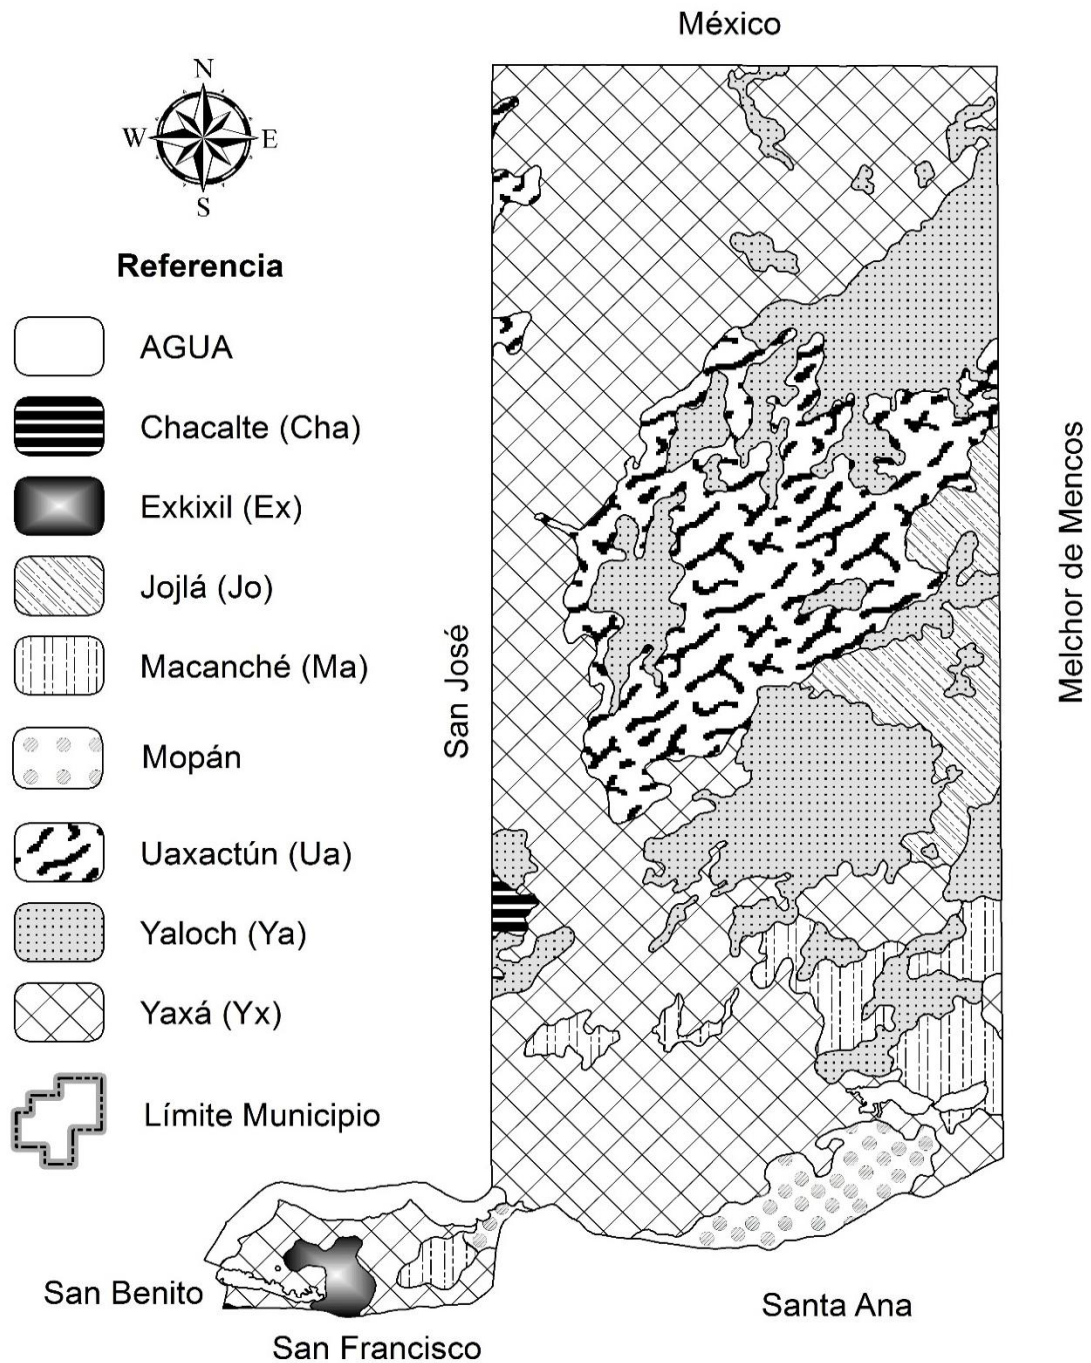 México
N
W
E
S
Referencia
AGUA
Chacalte (Cha)
Exkixil (Ex)
Jojlá (Jo)
Macanché (Ma)
Mopán
Uaxactún (Ua)
Yaloch (Ya)
Yaxá (Yx)
Límite Municipio
San José
Melchor de Mencos
San Benito
San Francisco
Santa Ana